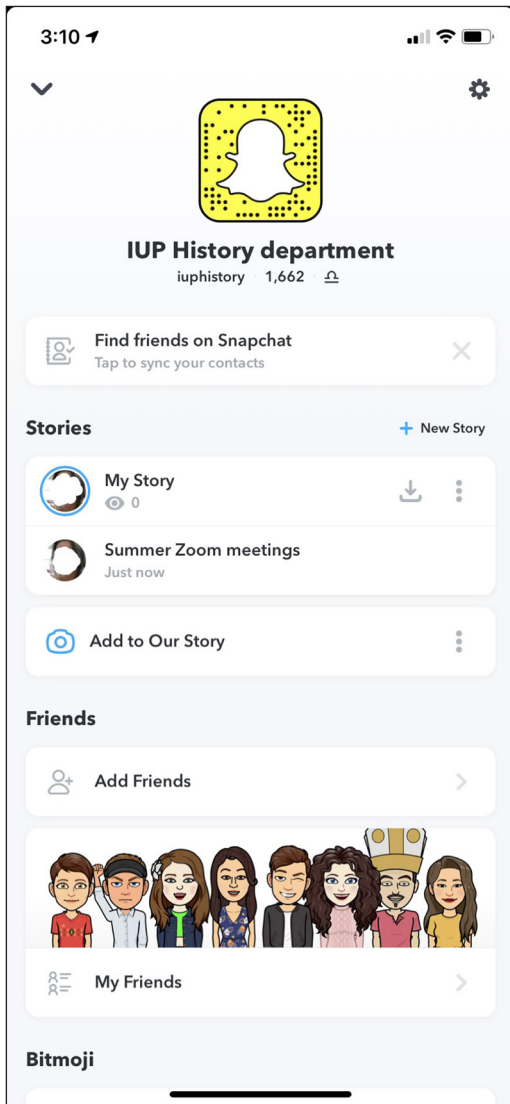 3:10
IUP History department
iuphistory 1,662 ♎
Find friends on Snapchat
Tap to sync your contacts
Stories
+ New Story
My Story
0
Summer Zoom meetings
Just now
Add to Our Story
Friends
Add Friends
My Friends
Bitmoji